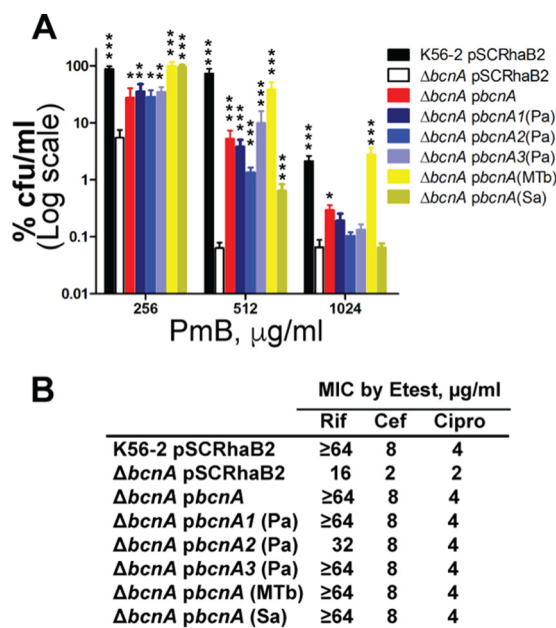 A
% cfu/ml
(Log scale)
100
10
1
0.1
0.01
***
***
**
**
**
**
***
***
***
***
***
***
***
***
***
***
*
***
256
512
1024
PmB, μg/ml
K56-2 pSCRhaB2
ΔbcnA pSCRhaB2
ΔbcnA pbcnA
ΔbcnA pbcnA1(Pa)
ΔbcnA pbcnA2(Pa)
ΔbcnA pbcnA3(Pa)
ΔbcnA pbcnA(MTb)
ΔbcnA pbcnA(Sa)
B
MIC by Etest, μg/ml
Rif Cef Cipro
K56-2 pSCRhaB2 ≥64 8 4
ΔbcnA pSCRhaB2 16 2 2
ΔbcnA pbcnA ≥64 8 4
ΔbcnA pbcnA1 (Pa) ≥64 8 4
ΔbcnA pbcnA2 (Pa) 32 8 4
ΔbcnA pbcnA3 (Pa) ≥64 8 4
ΔbcnA pbcnA (MTb) ≥64 8 4
ΔbcnA pbcnA (Sa) ≥64 8 4